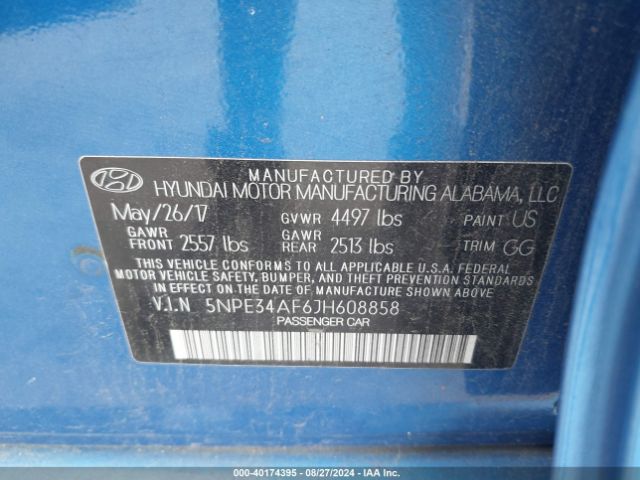 MANUFACTURED BY
HYUNDAI MOTOR MANUFACTURING ALABAMA, LLC
May/26/17 GVWR 4497 lbs PAINT US
GAWR FRONT 2557 lbs GAWR REAR 2513 lbs TRIM GG
THIS VEHICLE CONFORMS TO ALL APPLICABLE U.S.A. FEDERAL
MOTOR VEHICLE SAFETY, BUMPER, AND THEFT PREVENTION STANDARDS
IN EFFECT ON THE DATE OF MANUFACTURE SHOWN ABOVE.
V.I.N 5NPE34AF6JH608858
PASSENGER CAR
000-40174395 - 08/27/2024 - IAA Inc.